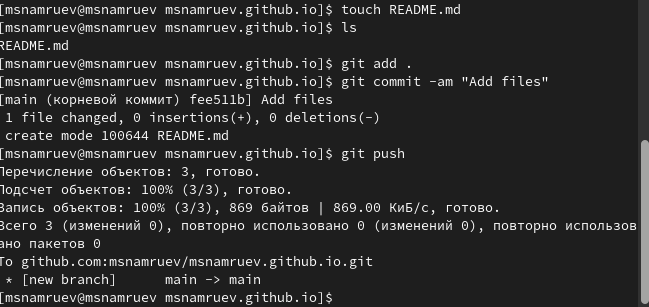 [msnamruev@msnamruev msnamruev.github.io]$ touch README.md
[msnamruev@msnamruev msnamruev.github.io]$ ls
README.md
[msnamruev@msnamruev msnamruev.github.io]$ git add .
[msnamruev@msnamruev msnamruev.github.io]$ git commit -am "Add files"
[main (корневой коммит) fee511b] Add files
 1 file changed, 0 insertions(+), 0 deletions(-)
 create mode 100644 README.md
[msnamruev@msnamruev msnamruev.github.io]$ git push
Перечисление объектов: 3, готово.
Подсчет объектов: 100% (3/3), готово.
Запись объектов: 100% (3/3), 869 байтов | 869.00 КиБ/с, готово.
Всего 3 (изменений 0), повторно использовано 0 (изменений 0), повторно использов
ано пакетов 0
To github.com:msnamruev/msnamruev.github.io.git
 * [new branch]      main -> main
[msnamruev@msnamruev msnamruev.github.io]$